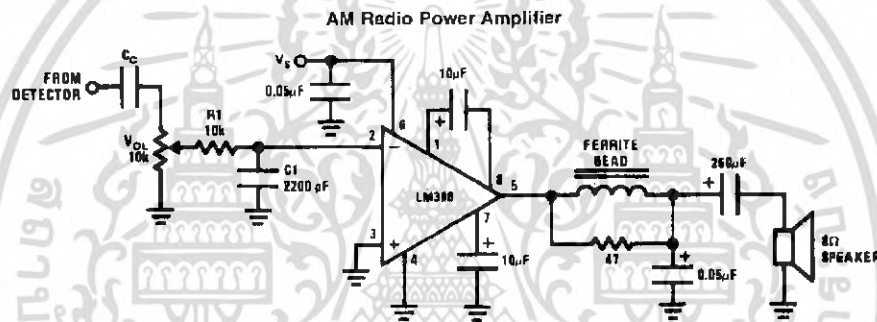 AM Radio Power Amplifier
FROM
DETECTOR
CC
VOL
10k
R1
10k
C1
2200 pF
VS
0.05µF
10µF
2
6
1
8
5
3
4
7
LM386
10µF
FERRITE
BEAD
47
0.05µF
250µF
8Ω
SPEAKER